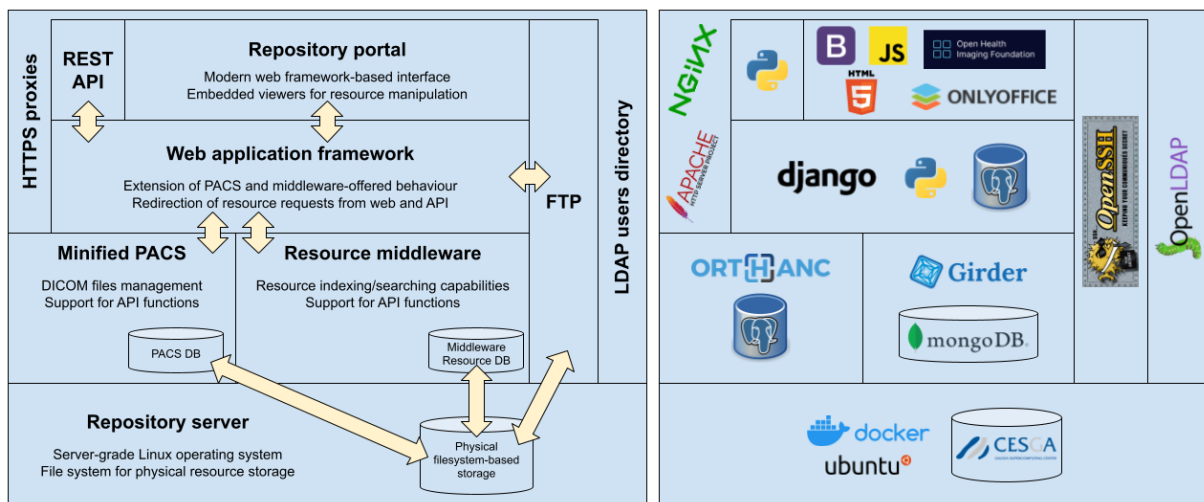 HTTPS proxies
REST
API
Repository portal
Modern web framework-based interface
Embedded viewers for resource manipulation
Web application framework
Extension of PACS and middleware-offered behaviour
Redirection of resource requests from web and API
FTP
LDAP users directory
Minified PACS
DICOM files management
Support for API functions
PACS DB
Resource middleware
Resource indexing/searching capabilities
Support for API functions
Middleware
Resource DB
Repository server
Server-grade Linux operating system
File system for physical resource storage
Physical
filesystem-based
storage
NGINX
APACHE
HTTP SERVER PROJECT
B
JS
Open Health
Imaging Foundation
HTML
5
ONLYOFFICE
django
OpenSSH
KEEPING YOUR COMMUNIQUES SECRET
OpenLDAP
ORTHANC
Girder
mongoDB®
docker
ubuntu
CESGA